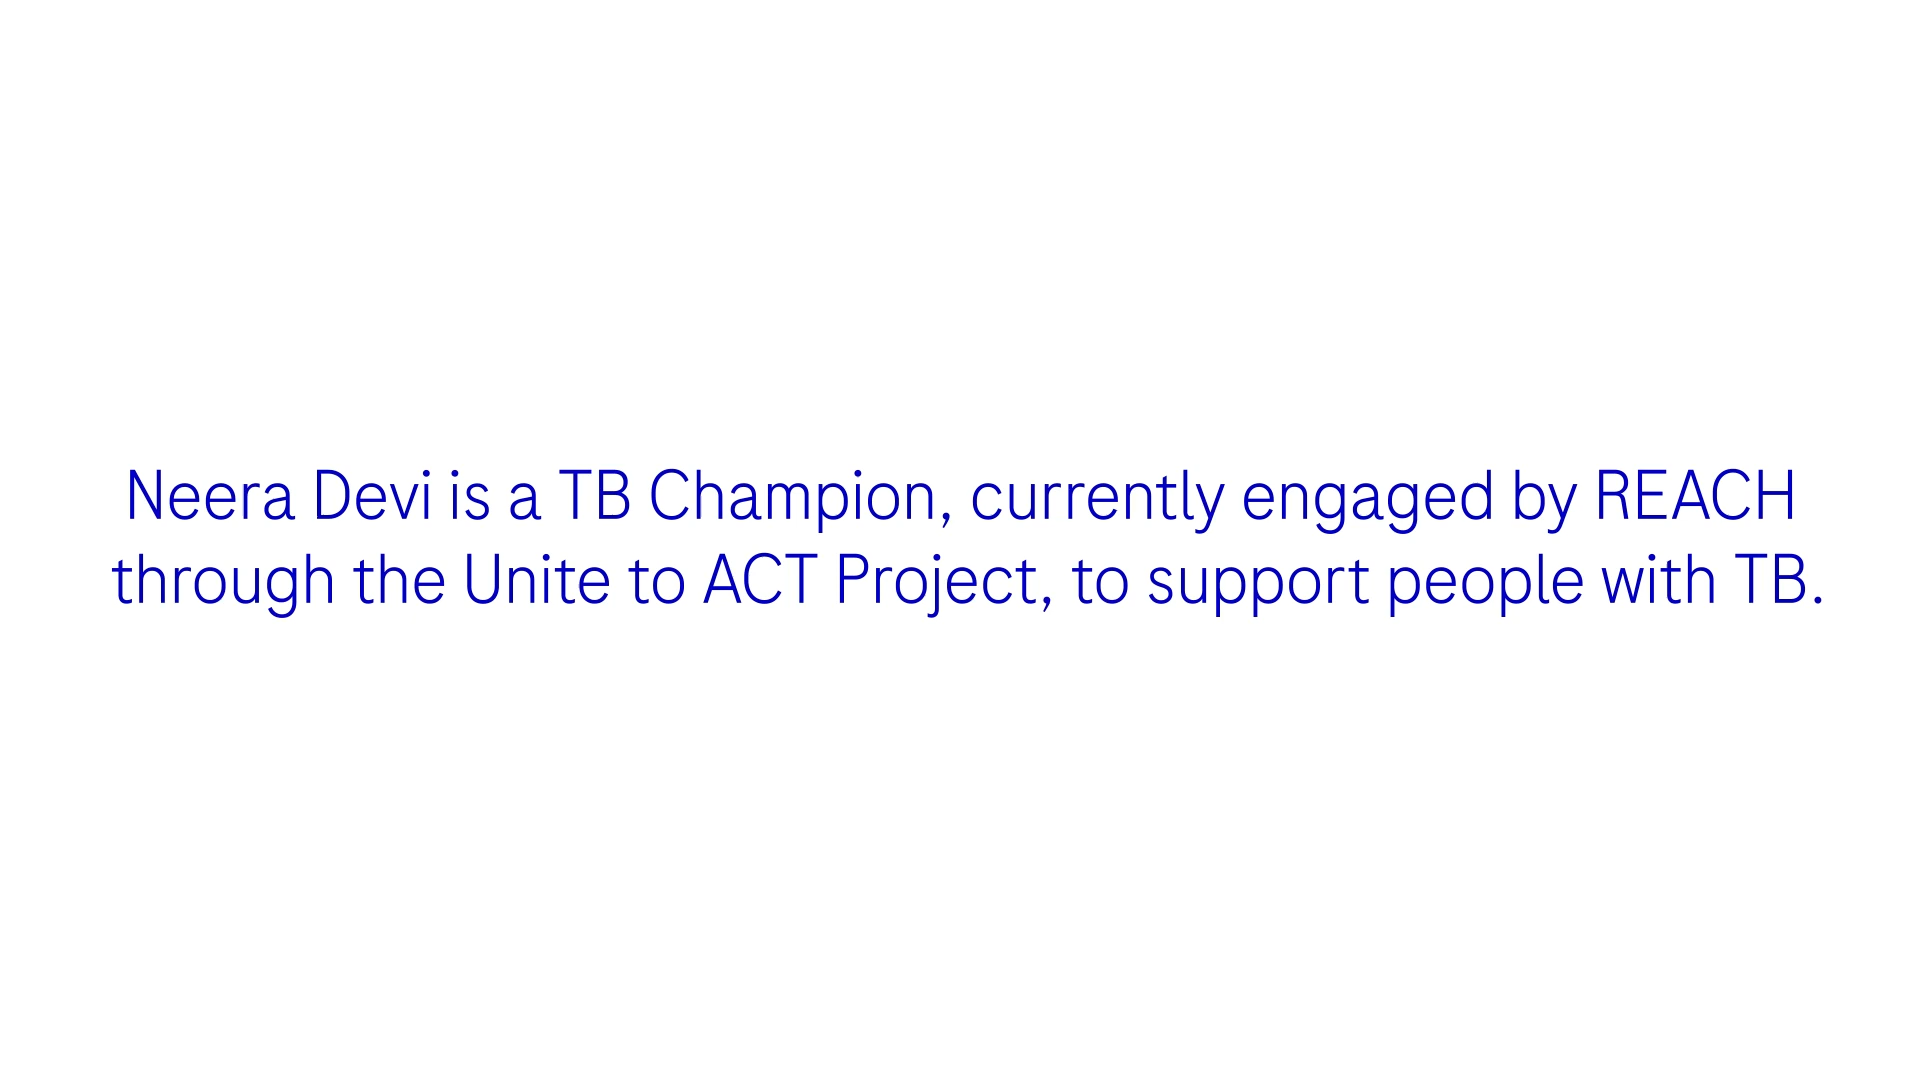 Neera Devi is a TB Champion, currently engaged by REACH
through the Unite to ACT Project, to support people with TB.